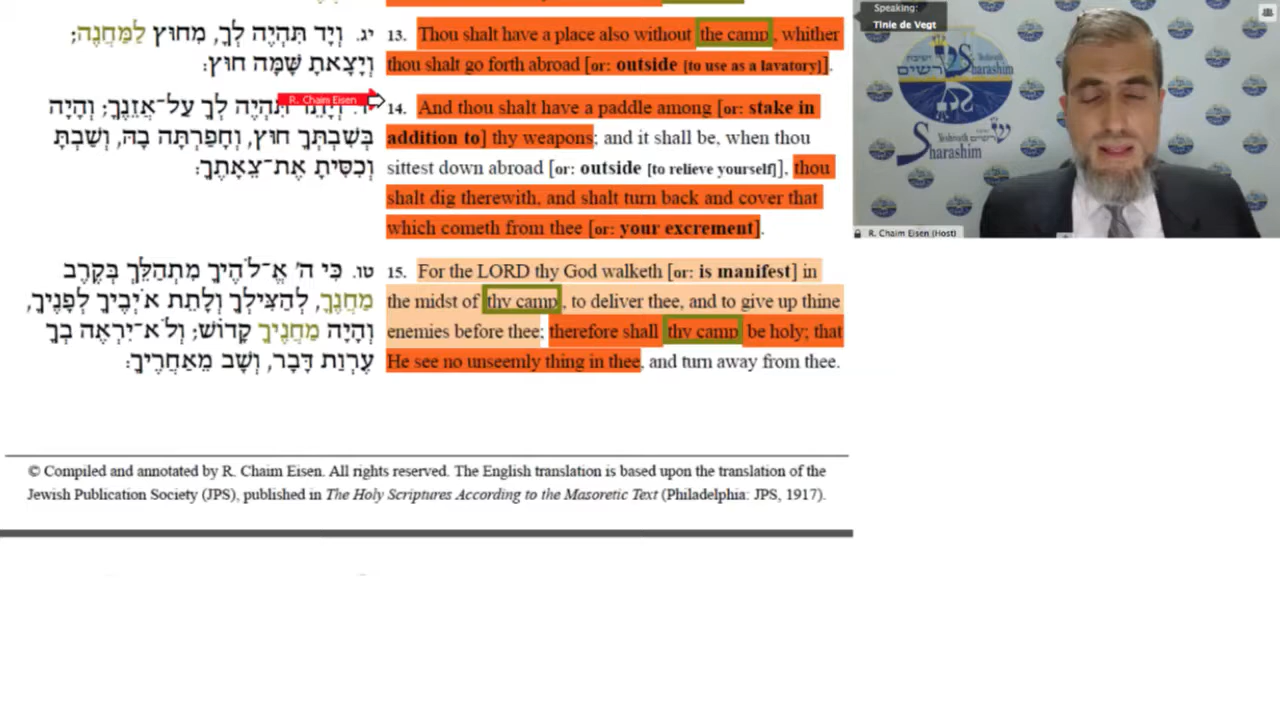 יג. וְיָד תִּהְיֶה לְךָ, מִחוּץ לַמַּחֲנֶה;
וְיָצָאתָ שָּׁמָּה חוּץ:
תִּהְיֶה לְךָ עַל־אֲזֵנֶךָ; וְהָיָה
בְּשִׁבְתְּךָ חוּץ, וְחָפַרְתָּה בָהּ, וְשַׁבְתָּ
וְכִסִּיתָ אֶת־צֵאָתֶךָ:
טו. כִּי ה' אֱ־לֹהֶיךָ מִתְהַלֵּךְ בְּקֶרֶב
מַחֲנֶךָ, לְהַצִּילְךָ וְלָתֵת אֹיְבֶיךָ לְפָנֶיךָ,
וְהָיָה מַחֲנֶיךָ קָדוֹשׁ; וְלֹא־יִרְאֶה בְךָ
עֶרְוַת דָּבָר, וְשָׁב מֵאַחֲרֶיךָ:
13. Thou shalt have a place also without the camp, whither
thou shalt go forth abroad [or: outside [to use as a lavatory]].
R. Chaim Eisen
14. And thou shalt have a paddle among [or: stake in
addition to] thy weapons; and it shall be, when thou
sittest down abroad [or: outside [to relieve yourself]], thou
shalt dig therewith, and shalt turn back and cover that
which cometh from thee [or: your excrement].
15. For the LORD thy God walketh [or: is manifest] in
the midst of thy camp, to deliver thee, and to give up thine
enemies before thee; therefore shall thy camp be holy; that
He see no unseemly thing in thee, and turn away from thee.
© Compiled and annotated by R. Chaim Eisen. All rights reserved. The English translation is based upon the translation of the
Jewish Publication Society (JPS), published in The Holy Scriptures According to the Masoretic Text (Philadelphia: JPS, 1917).
Speaking:
Tinie de Vegt
ישיבת
שרשים
Yeshivath
Sharashim
Yeshivath
שרשים
Sharashim
R. Chaim Eisen (Host)